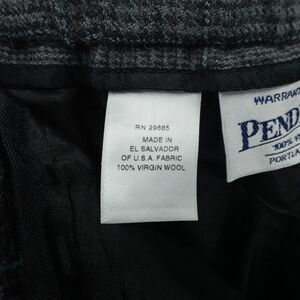 RN 29685
MADE IN
EL SALVADOR
OF U.S.A. FABRIC
100% VIRGIN WOOL
WARRANT
PEND
100% V
PORTLA